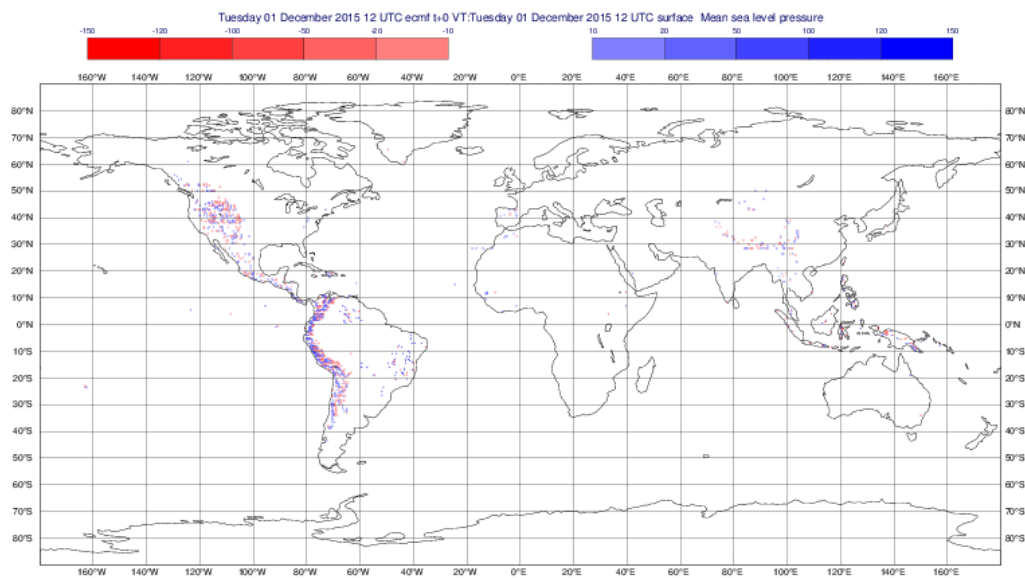 Tuesday 01 December 2015 12 UTC ecmf t+0 VT:Tuesday 01 December 2015 12 UTC surface Mean sea level pressure
-150 -120 -100 -50 -20 -10 10 20 50 100 120 150
160°W 140°W 120°W 100°W 80°W 60°W 40°W 20°W 0°E 20°E 40°E 60°E 80°E 100°E 120°E 140°E 160°E
80°N 80°N
70°N 70°N
60°N 60°N
50°N 50°N
40°N 40°N
30°N 30°N
20°N 20°N
10°N 10°N
0°N 0°N
10°S 10°S
20°S 20°S
30°S 30°S
40°S 40°S
50°S 50°S
60°S 60°S
70°S 70°S
80°S 80°S
160°W 140°W 120°W 100°W 80°W 60°W 40°W 20°W 0°E 20°E 40°E 60°E 80°E 100°E 120°E 140°E 160°E